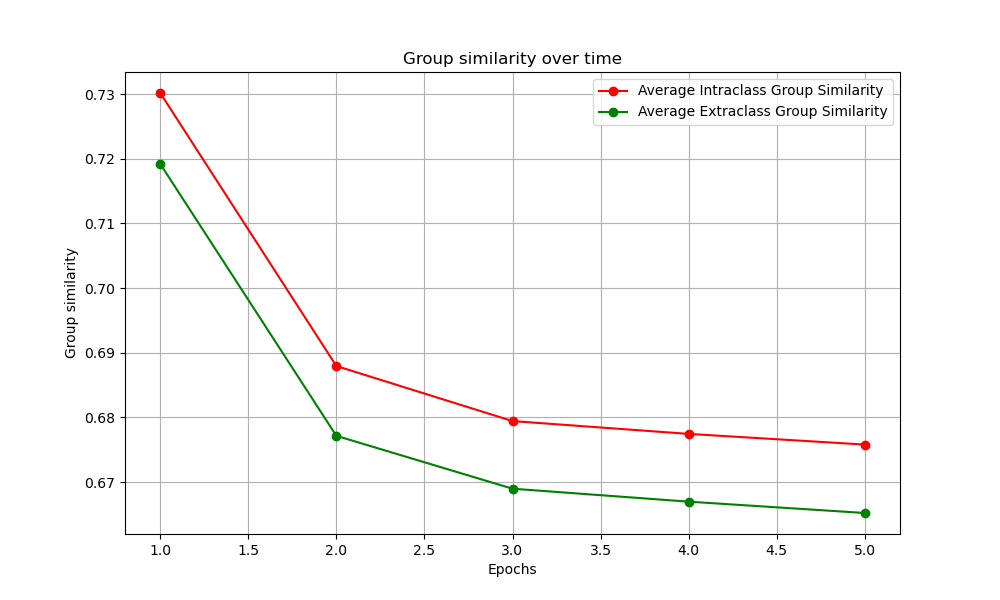 Group similarity over time
Average Intraclass Group Similarity
Average Extraclass Group Similarity
Group similarity
0.73
0.72
0.71
0.70
0.69
0.68
0.67
1.0 1.5 2.0 2.5 3.0 3.5 4.0 4.5 5.0
Epochs